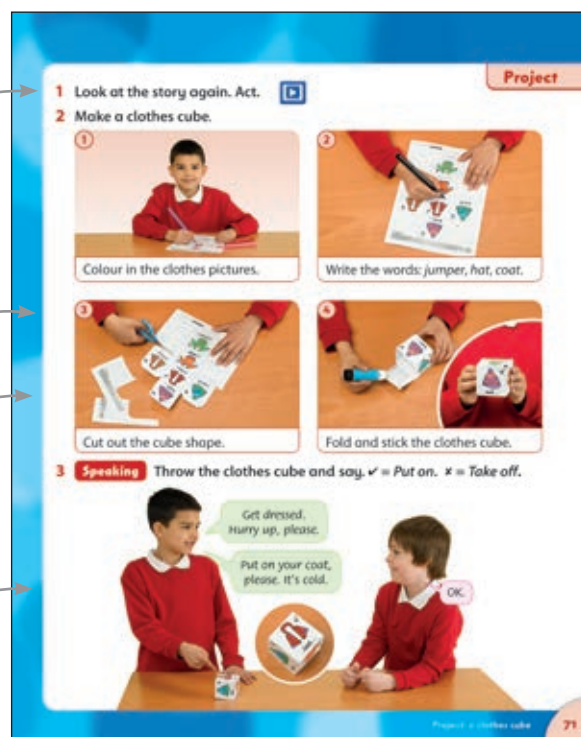 Project
1 Look at the story again. Act.
2 Make a clothes cube.
1
Colour in the clothes pictures.
2
Write the words: jumper, hat, coat.
3
Cut out the cube shape.
4
Fold and stick the clothes cube.
3 Speaking Throw the clothes cube and say. ✔ = Put on. ✘ = Take off.
Get dressed.
Hurry up, please.
Put on your coat,
please. It's cold.
OK.
Project: a clothes cube
71